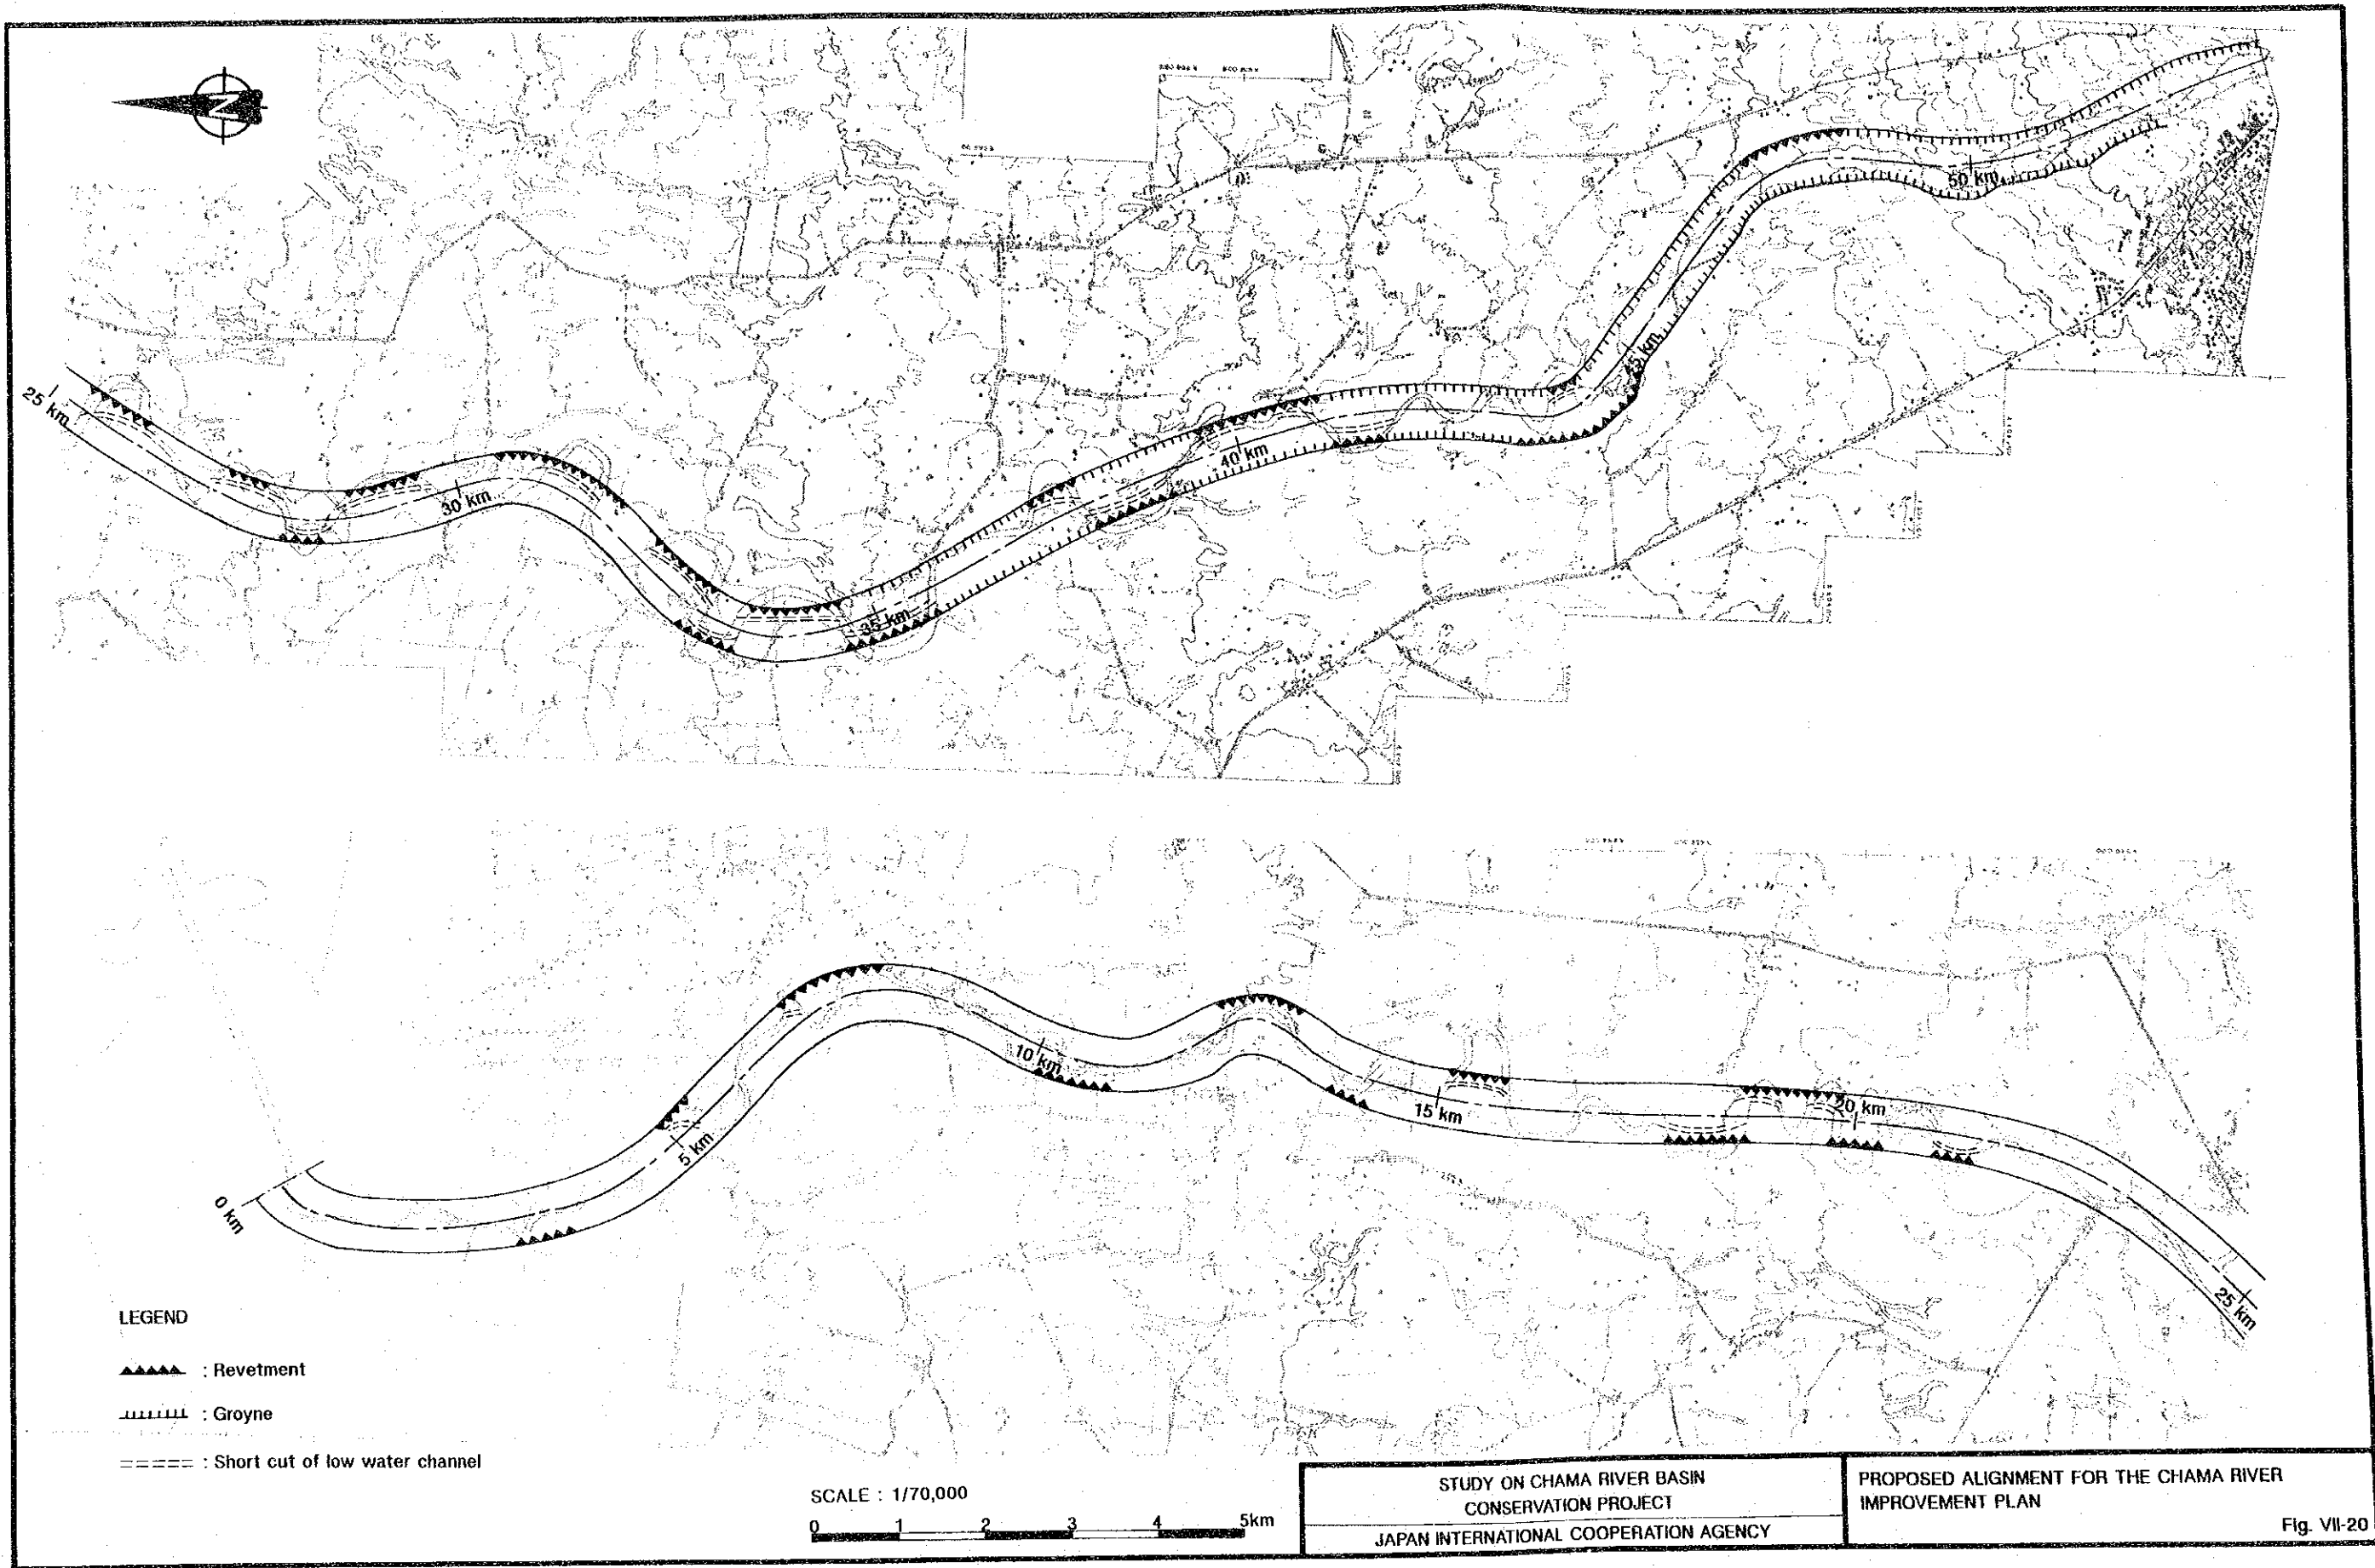 N
25 km
30 km
35 km
40 km
45 km
50 km
0 km
5 km
10 km
15 km
20 km
25 km
LEGEND
: Revetment
: Groyne
: Short cut of low water channel
SCALE : 1/70,000
0 1 2 3 4 5km
STUDY ON CHAMA RIVER BASIN
CONSERVATION PROJECT
JAPAN INTERNATIONAL COOPERATION AGENCY
PROPOSED ALIGNMENT FOR THE CHAMA RIVER
IMPROVEMENT PLAN
Fig. VII-20